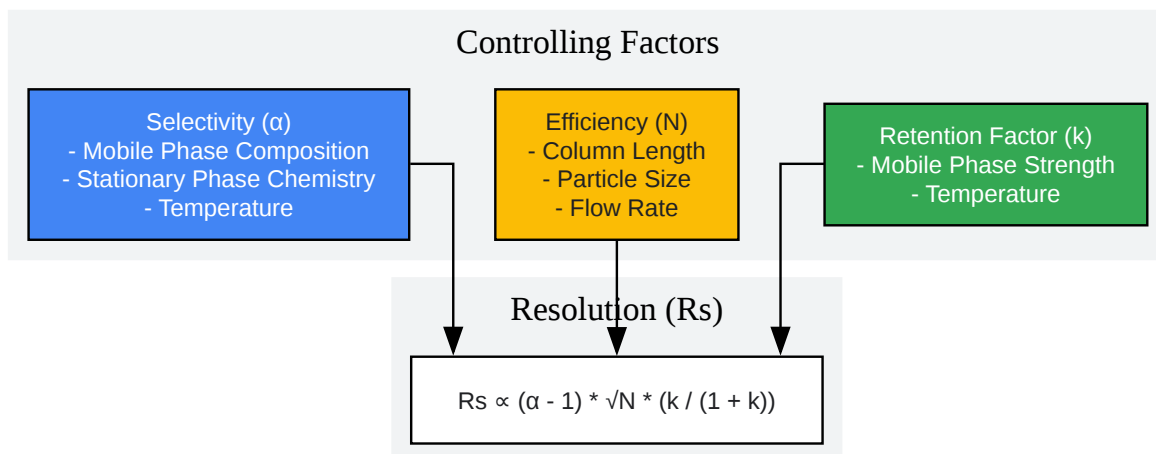 Controlling Factors
Selectivity (α)
- Mobile Phase Composition
- Stationary Phase Chemistry
- Temperature
Efficiency (N)
- Column Length
- Particle Size
- Flow Rate
Retention Factor (k)
- Mobile Phase Strength
- Temperature
Resolution (Rs)
Rs ∝ (α - 1) * √N * (k / (1 + k))